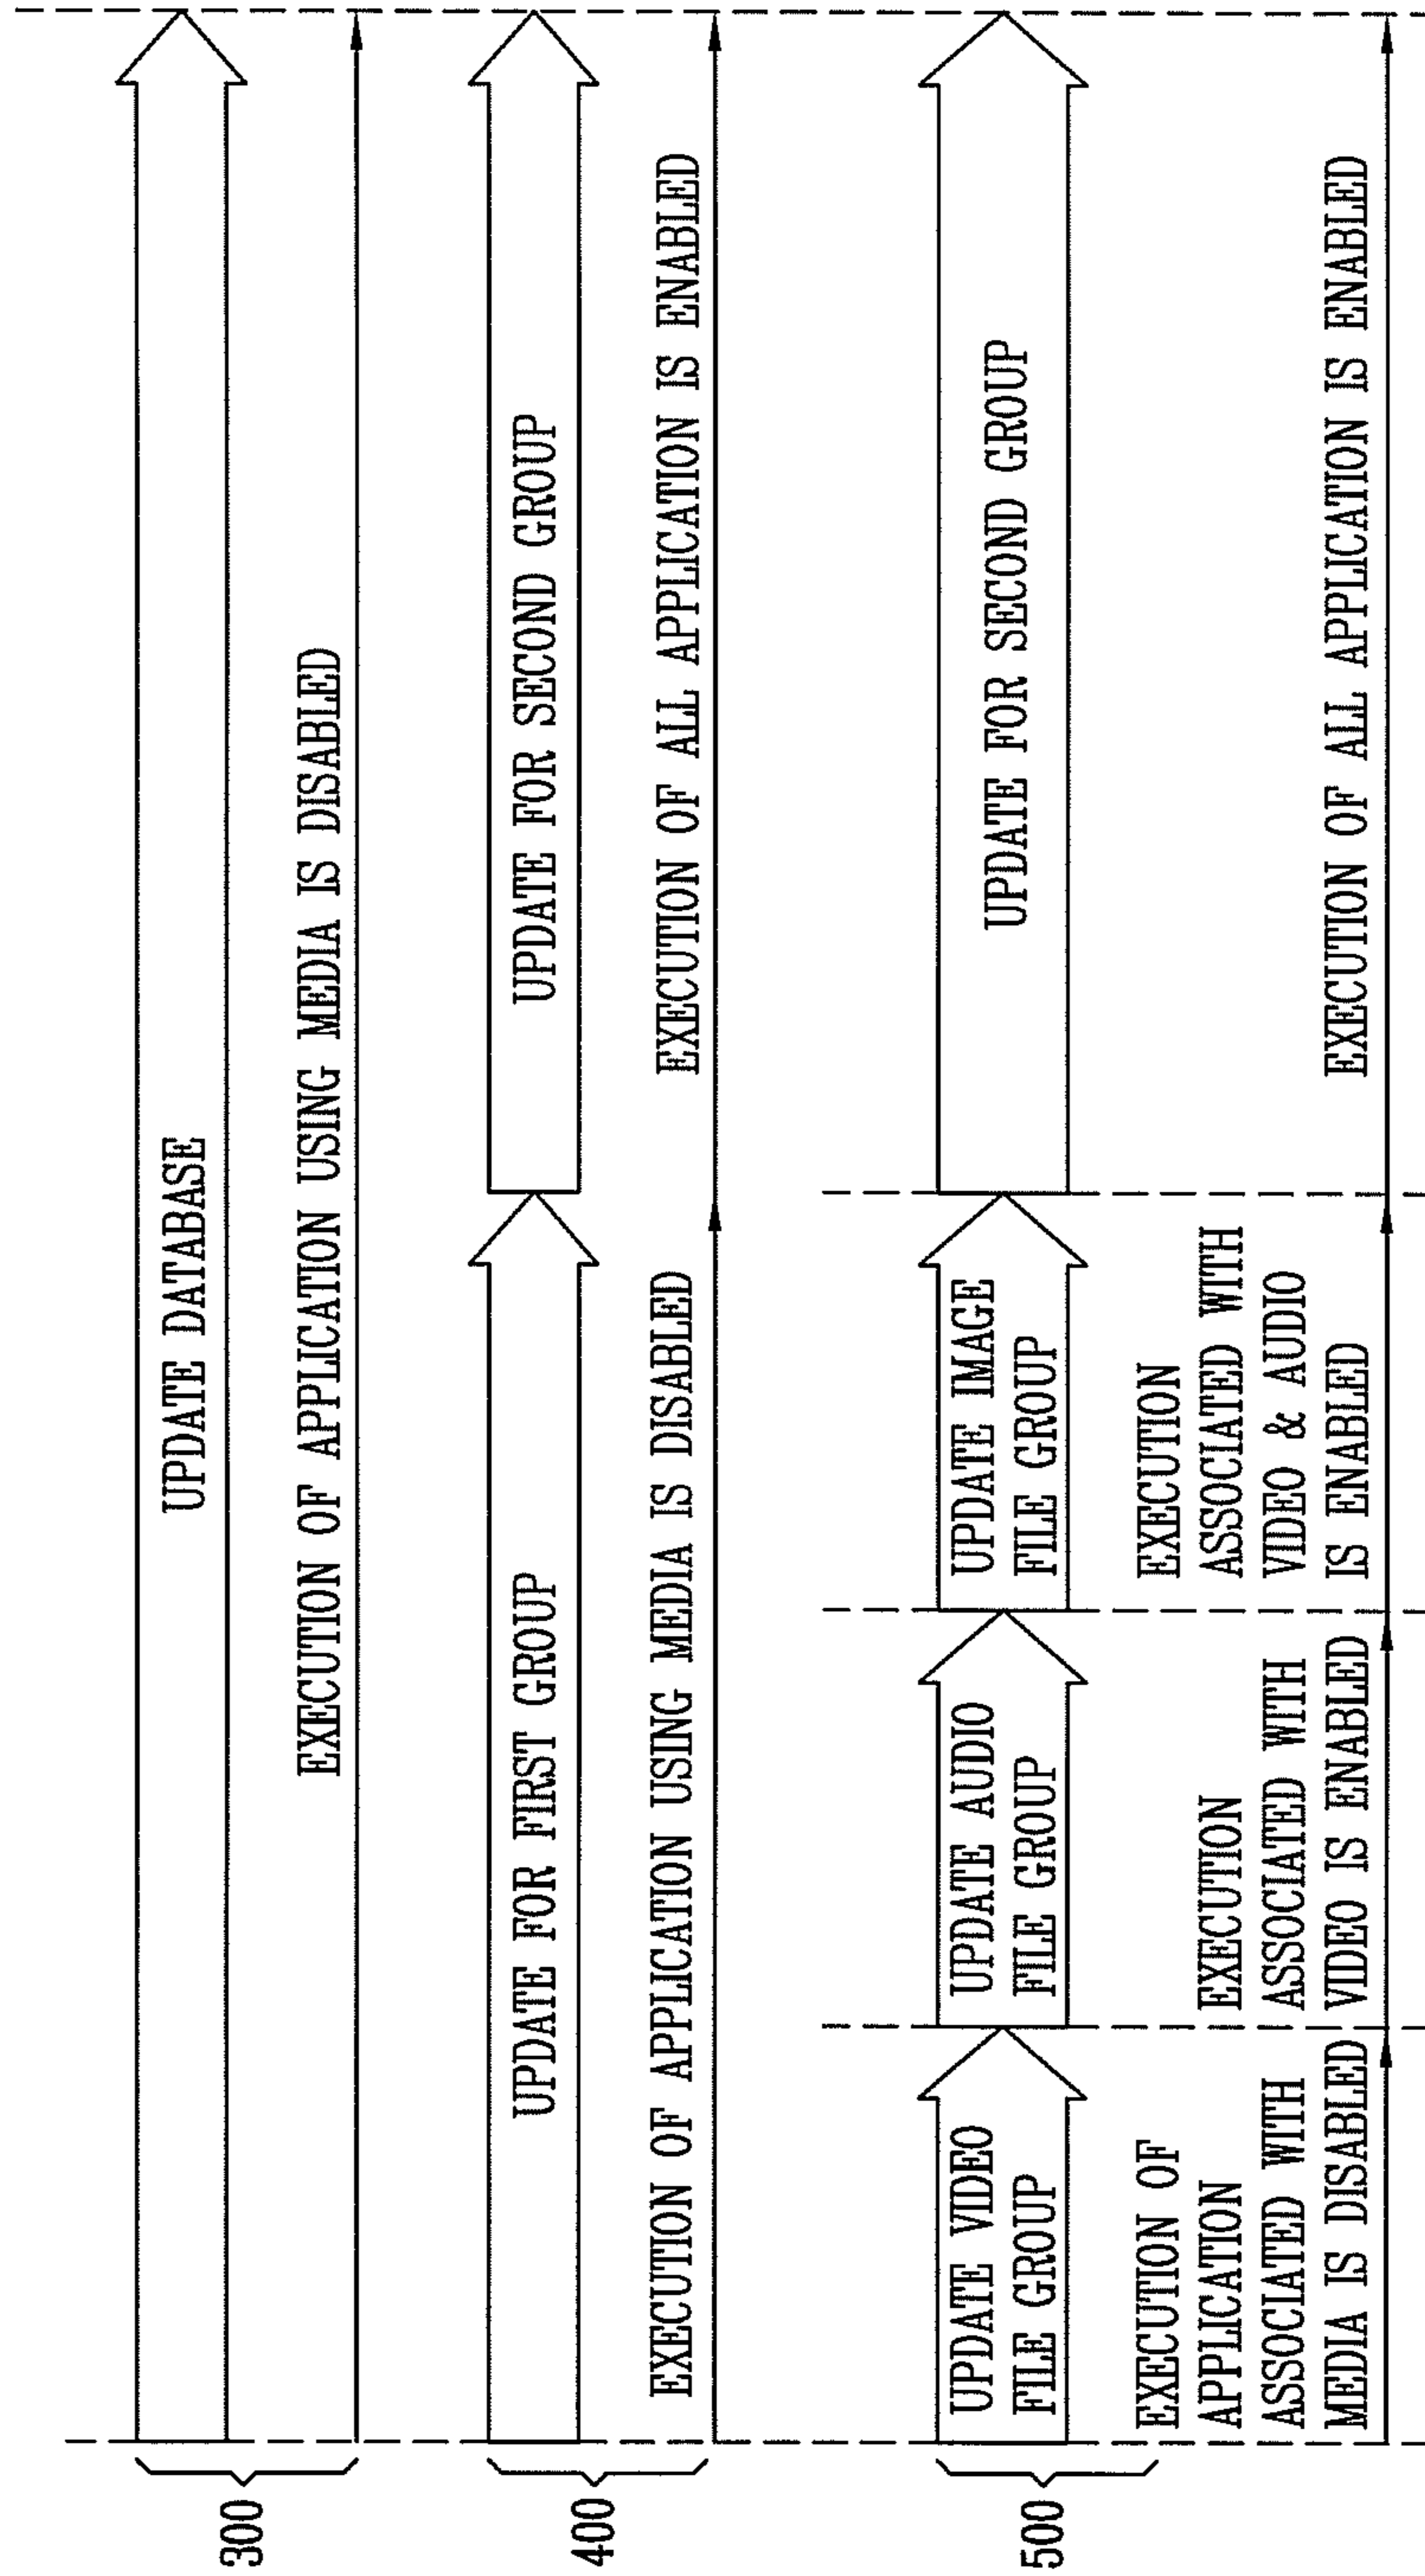 300
UPDATE DATABASE
EXECUTION OF APPLICATION USING MEDIA IS DISABLED
400
UPDATE FOR FIRST GROUP
UPDATE FOR SECOND GROUP
EXECUTION OF APPLICATION USING MEDIA IS DISABLED
EXECUTION OF ALL APPLICATION IS ENABLED
500
UPDATE VIDEO
FILE GROUP
UPDATE AUDIO
FILE GROUP
UPDATE IMAGE
FILE GROUP
UPDATE FOR SECOND GROUP
EXECUTION OF
APPLICATION
ASSOCIATED WITH
MEDIA IS DISABLED
EXECUTION
ASSOCIATED WITH
VIDEO IS ENABLED
EXECUTION
ASSOCIATED WITH
VIDEO & AUDIO
IS ENABLED
EXECUTION OF ALL APPLICATION IS ENABLED